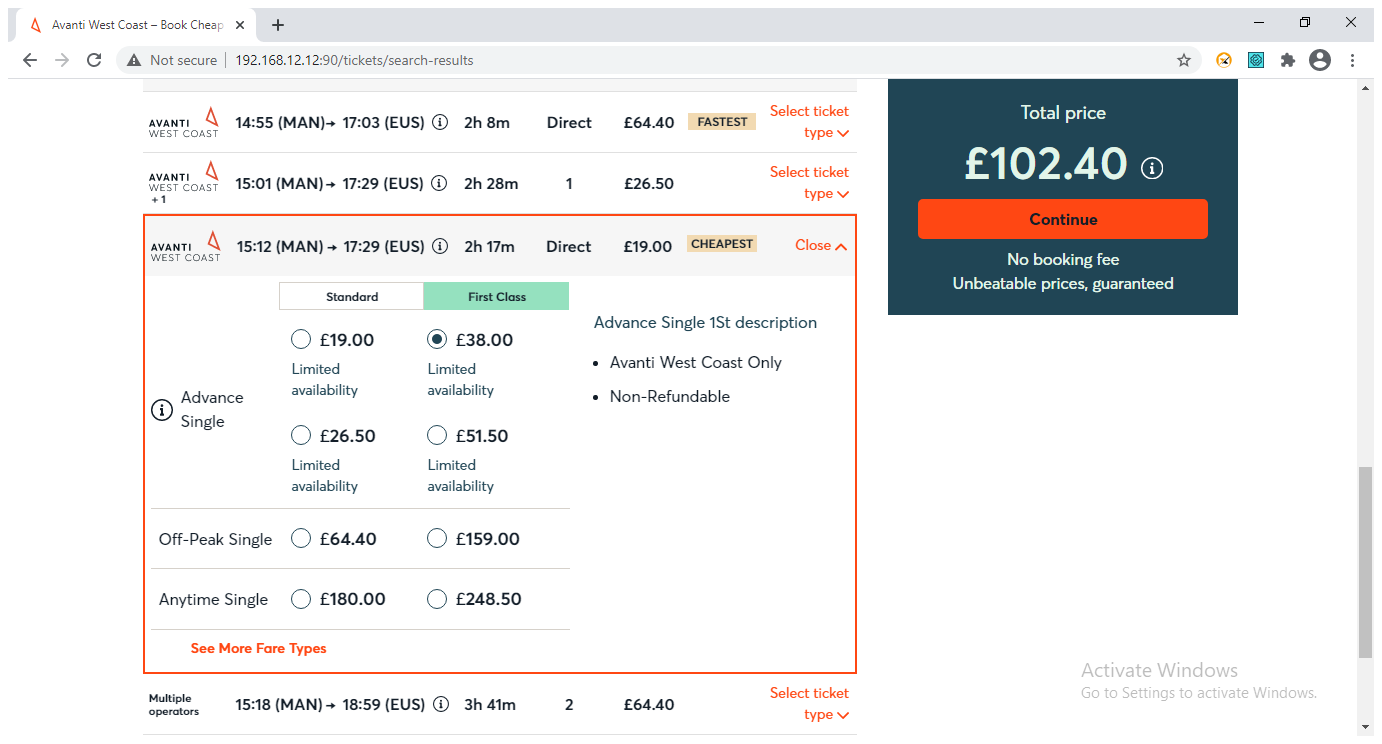 Avanti West Coast – Book Cheap
Not secure
192.168.12.12:90/tickets/search-results
AVANTI
WEST COAST
14:55 (MAN) → 17:03 (EUS)
2h 8m
Direct
£64.40
FASTEST
Select ticket
type
AVANTI
WEST COAST
+ 1
15:01 (MAN) → 17:29 (EUS)
2h 28m
1
£26.50
Select ticket
type
AVANTI
WEST COAST
15:12 (MAN) → 17:29 (EUS)
2h 17m
Direct
£19.00
CHEAPEST
Close
Standard
First Class
Advance
Single
£19.00
Limited
availability
£38.00
Limited
availability
£26.50
Limited
availability
£51.50
Limited
availability
Off-Peak Single
£64.40
£159.00
Anytime Single
£180.00
£248.50
See More Fare Types
Advance Single 1St description
• Avanti West Coast Only
• Non-Refundable
Multiple
operators
15:18 (MAN) → 18:59 (EUS)
3h 41m
2
£64.40
Select ticket
type
Total price
£102.40
Continue
No booking fee
Unbeatable prices, guaranteed
Activate Windows
Go to Settings to activate Windows.